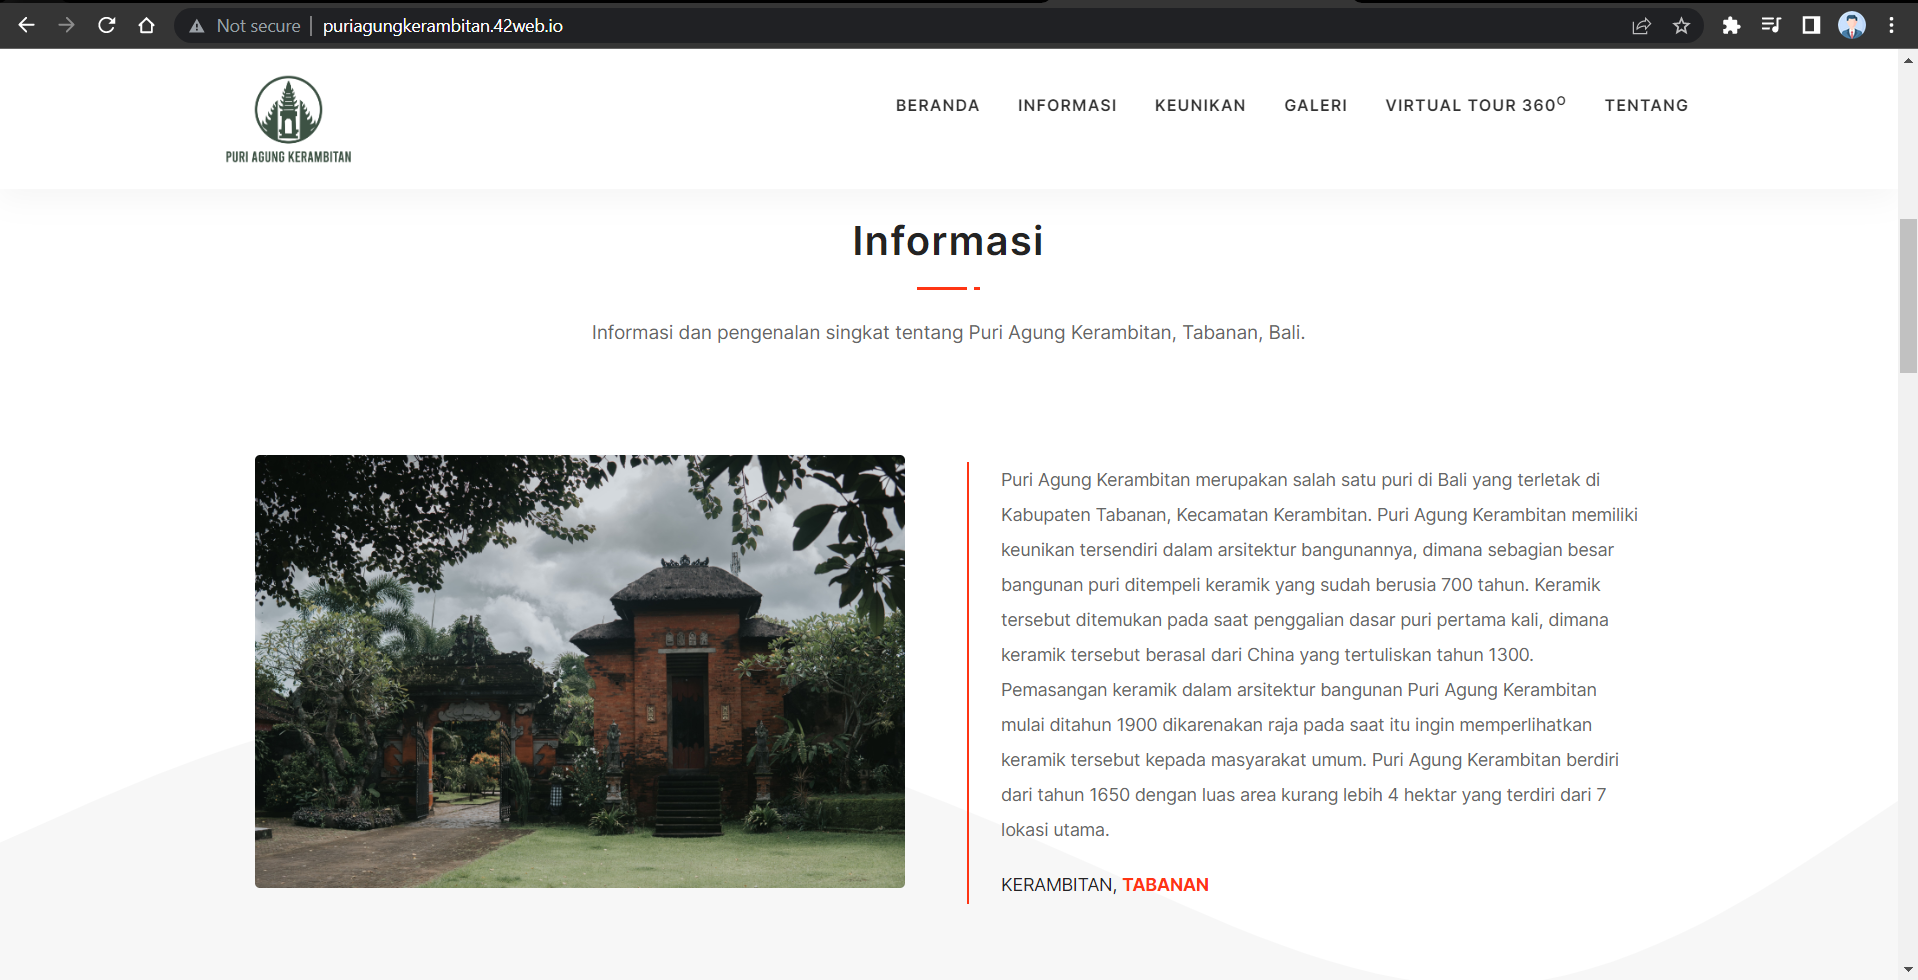 Not secure | puriagungkerambitan.42web.io
PURI AGUNG KERAMBITAN
BERANDA INFORMASI KEUNIKAN GALERI VIRTUAL TOUR 360° TENTANG
Informasi
Informasi dan pengenalan singkat tentang Puri Agung Kerambitan, Tabanan, Bali.
Puri Agung Kerambitan merupakan salah satu puri di Bali yang terletak di
Kabupaten Tabanan, Kecamatan Kerambitan. Puri Agung Kerambitan memiliki
keunikan tersendiri dalam arsitektur bangunannya, dimana sebagian besar
bangunan puri ditempeli keramik yang sudah berusia 700 tahun. Keramik
tersebut ditemukan pada saat penggalian dasar puri pertama kali, dimana
keramik tersebut berasal dari China yang tertuliskan tahun 1300.
Pemasangan keramik dalam arsitektur bangunan Puri Agung Kerambitan
mulai ditahun 1900 dikarenakan raja pada saat itu ingin memperlihatkan
keramik tersebut kepada masyarakat umum. Puri Agung Kerambitan berdiri
dari tahun 1650 dengan luas area kurang lebih 4 hektar yang terdiri dari 7
lokasi utama.
KERAMBITAN, TABANAN